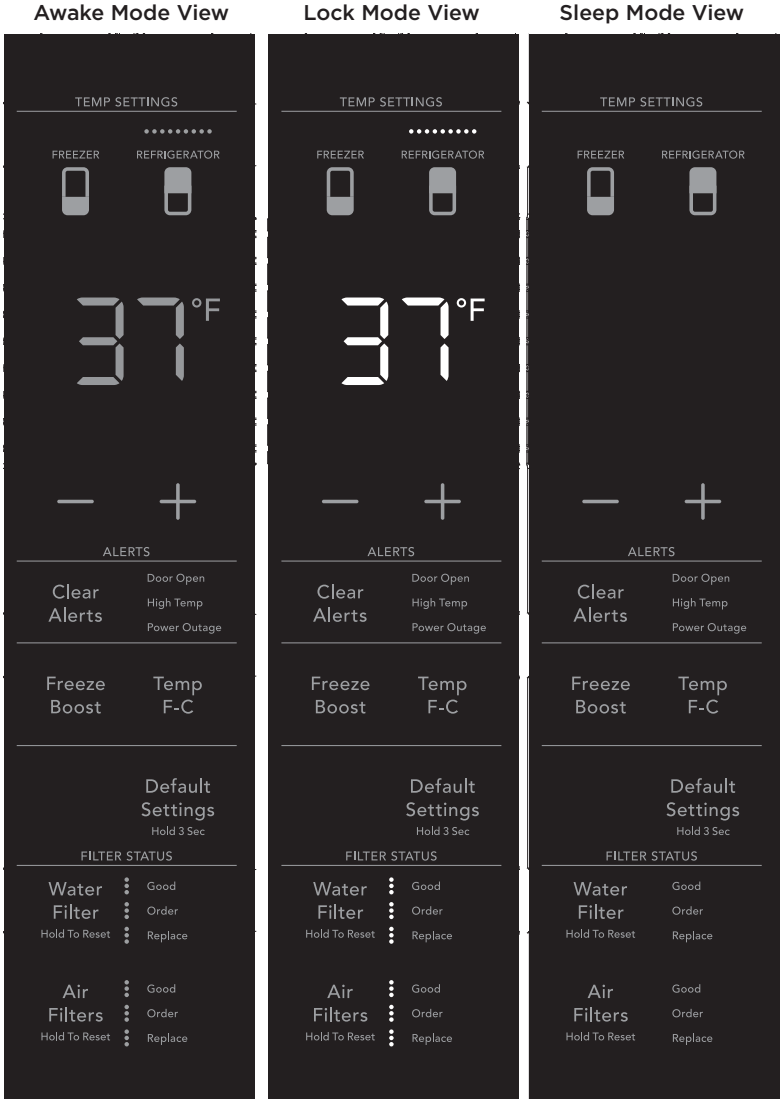 Awake Mode View
TEMP SETTINGS
FREEZER REFRIGERATOR
37°F
— +
ALERTS
Clear
Alerts
Door Open
High Temp
Power Outage
Freeze
Boost
Temp
F-C
Default
Settings
Hold 3 Sec
FILTER STATUS
Water
Filter
Hold To Reset
Good
Order
Replace
Air
Filters
Hold To Reset
Good
Order
Replace
Lock Mode View
TEMP SETTINGS
FREEZER REFRIGERATOR
37°F
— +
ALERTS
Clear
Alerts
Door Open
High Temp
Power Outage
Freeze
Boost
Temp
F-C
Default
Settings
Hold 3 Sec
FILTER STATUS
Water
Filter
Hold To Reset
Good
Order
Replace
Air
Filters
Hold To Reset
Good
Order
Replace
Sleep Mode View
TEMP SETTINGS
FREEZER REFRIGERATOR
— +
ALERTS
Clear
Alerts
Door Open
High Temp
Power Outage
Freeze
Boost
Temp
F-C
Default
Settings
Hold 3 Sec
FILTER STATUS
Water
Filter
Hold To Reset
Good
Order
Replace
Air
Filters
Hold To Reset
Good
Order
Replace